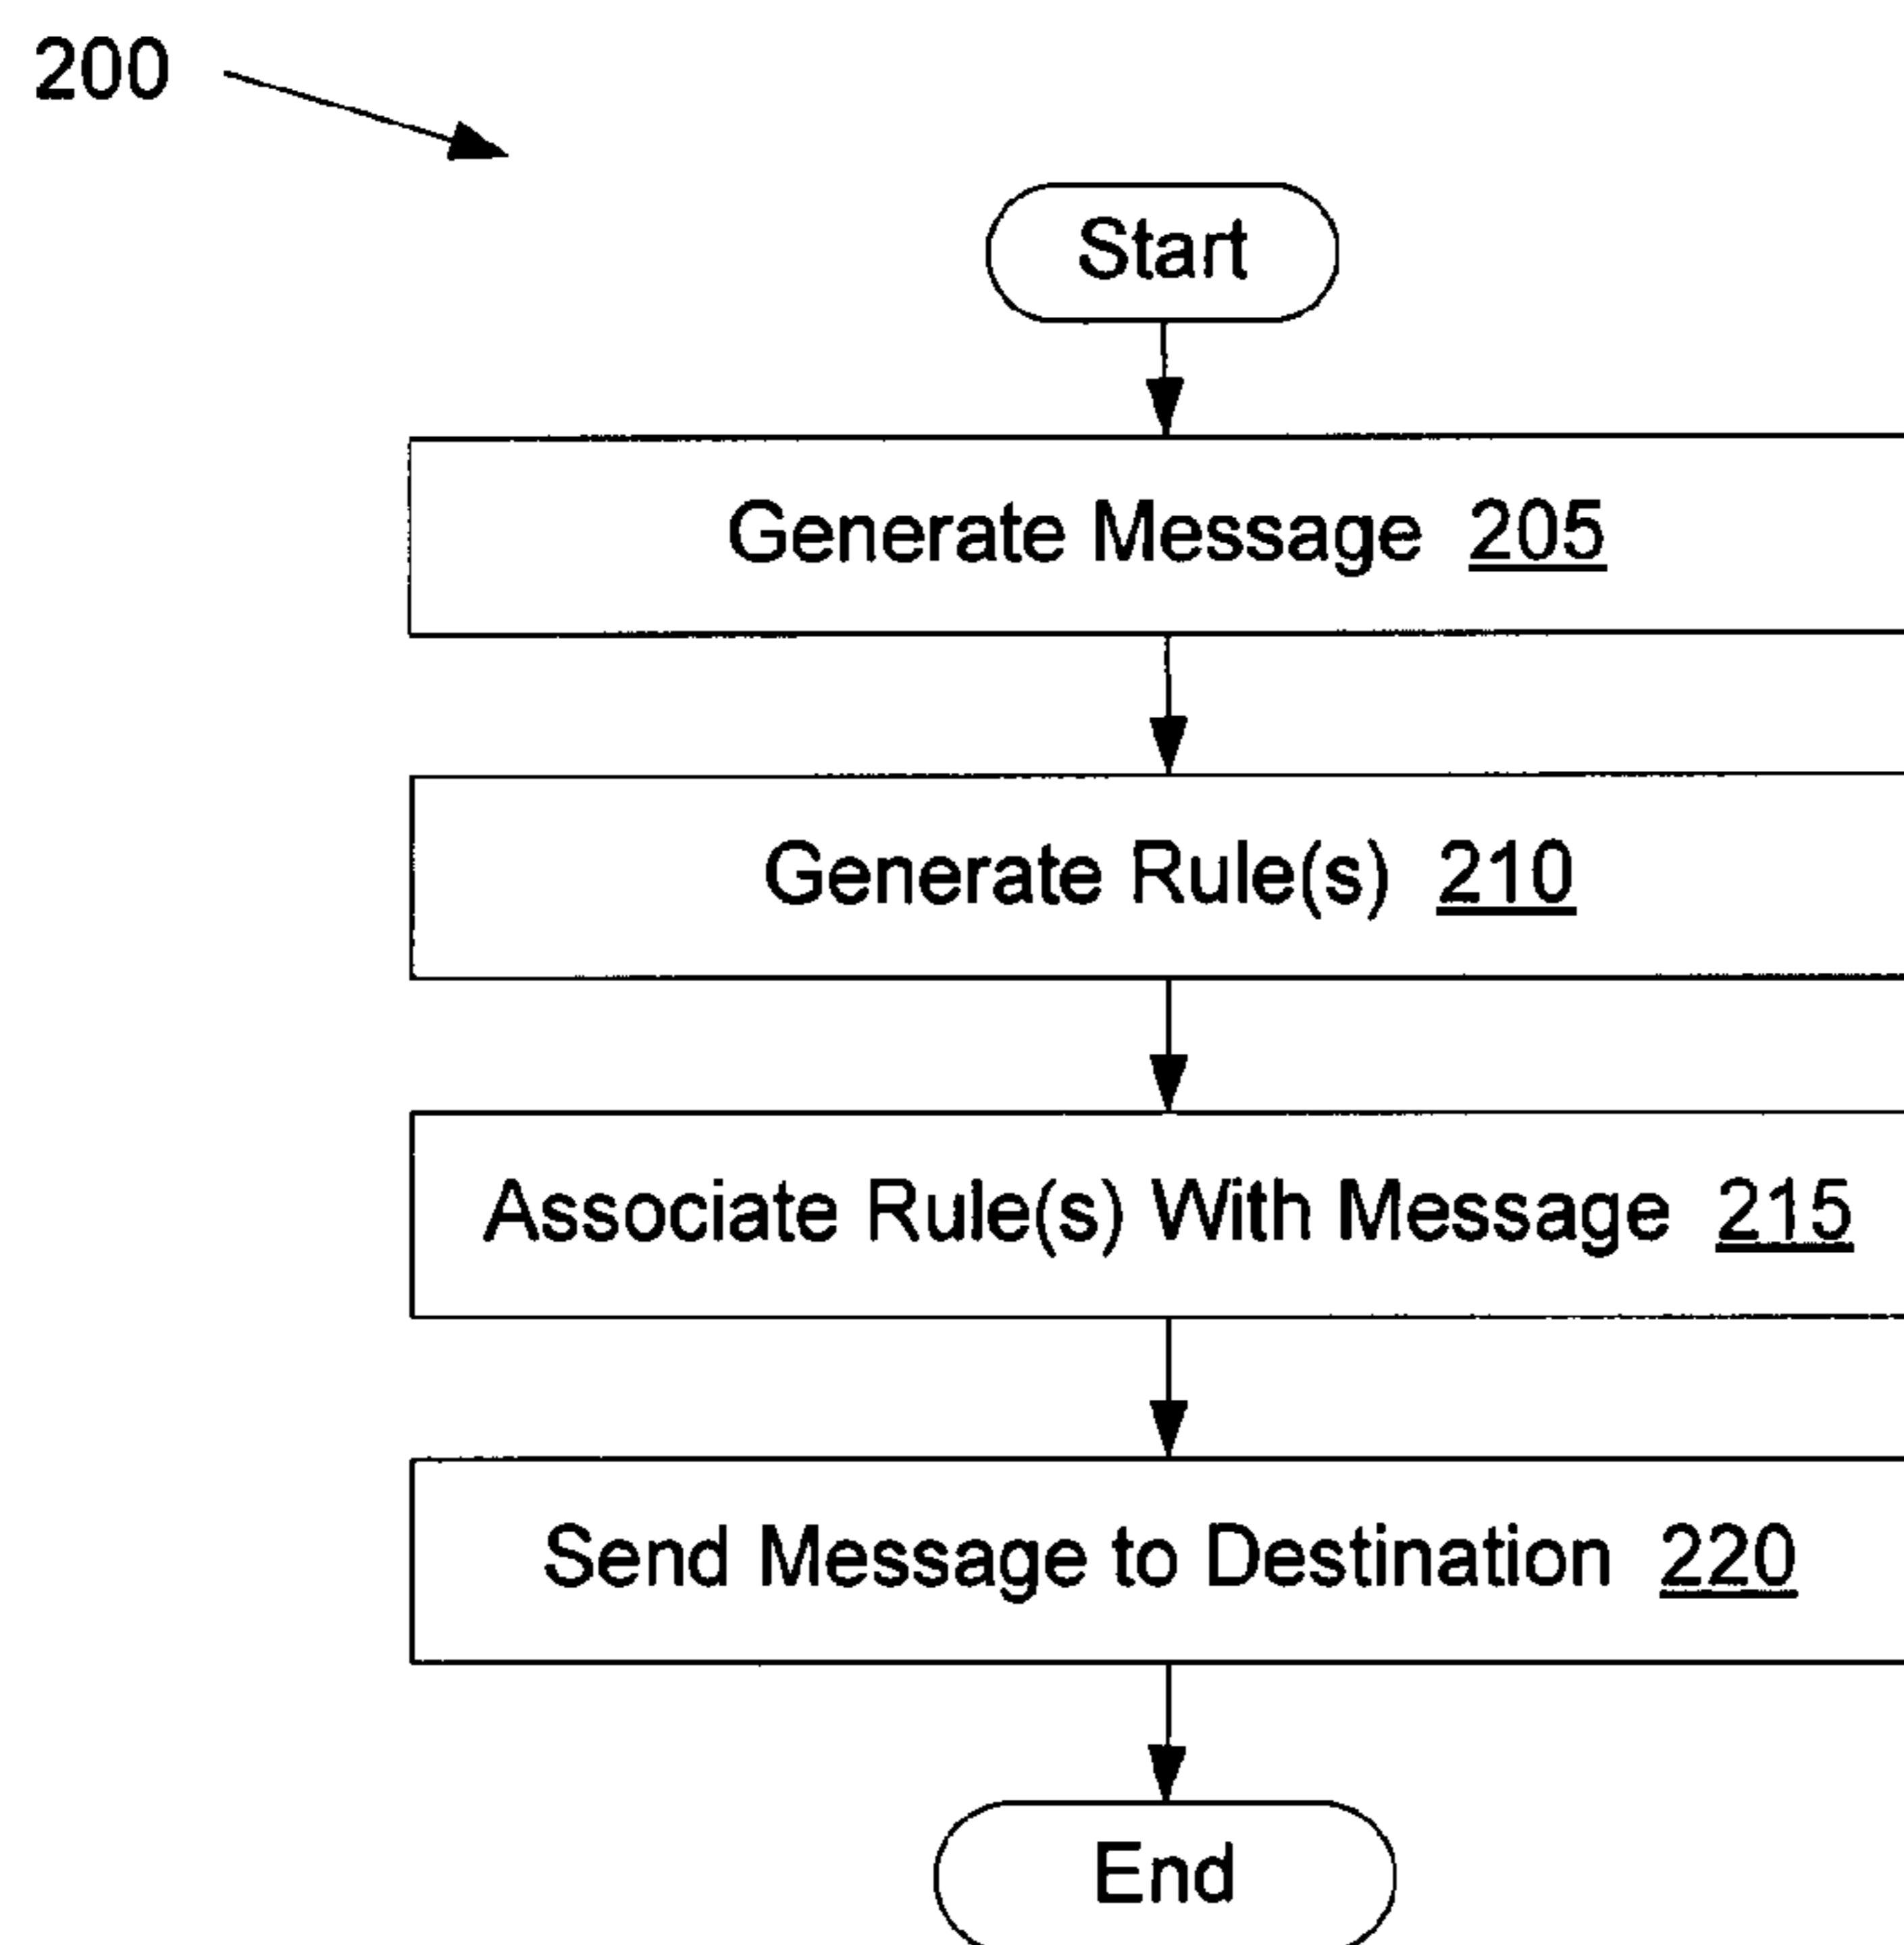 200
Start
Generate Message 205
Generate Rule(s) 210
Associate Rule(s) With Message 215
Send Message to Destination 220
End